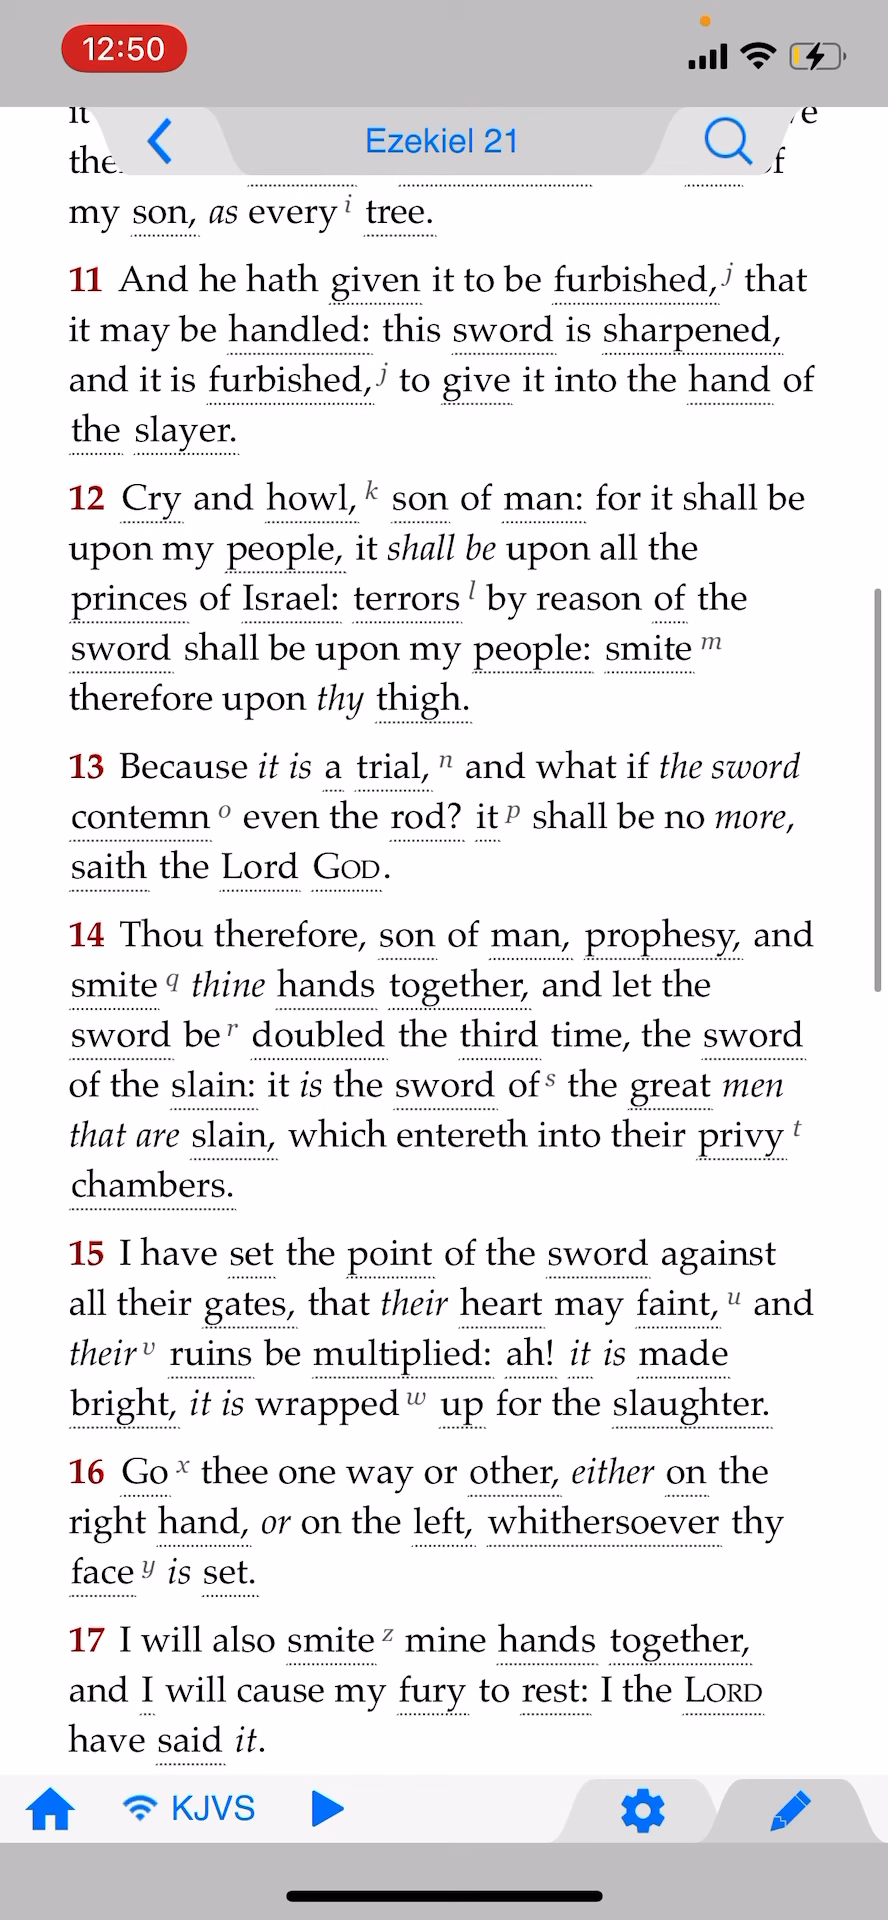 12:50
it
Ezekiel 21
the
my son, as every i tree.
11 And he hath given it to be furbished, j that
it may be handled: this sword is sharpened,
and it is furbished, j to give it into the hand of
the slayer.
12 Cry and howl, k son of man: for it shall be
upon my people, it shall be upon all the
princes of Israel: terrors l by reason of the
sword shall be upon my people: smite m
therefore upon thy thigh.
13 Because it is a trial, n and what if the sword
contemn o even the rod? it p shall be no more,
saith the Lord GOD.
14 Thou therefore, son of man, prophesy, and
smite q thine hands together, and let the
sword be r doubled the third time, the sword
of the slain: it is the sword of s the great men
that are slain, which entereth into their privy t
chambers.
15 I have set the point of the sword against
all their gates, that their heart may faint, u and
their v ruins be multiplied: ah! it is made
bright, it is wrapped w up for the slaughter.
16 Go x thee one way or other, either on the
right hand, or on the left, whithersoever thy
face y is set.
17 I will also smite z mine hands together,
and I will cause my fury to rest: I the LORD
have said it.
KJVS